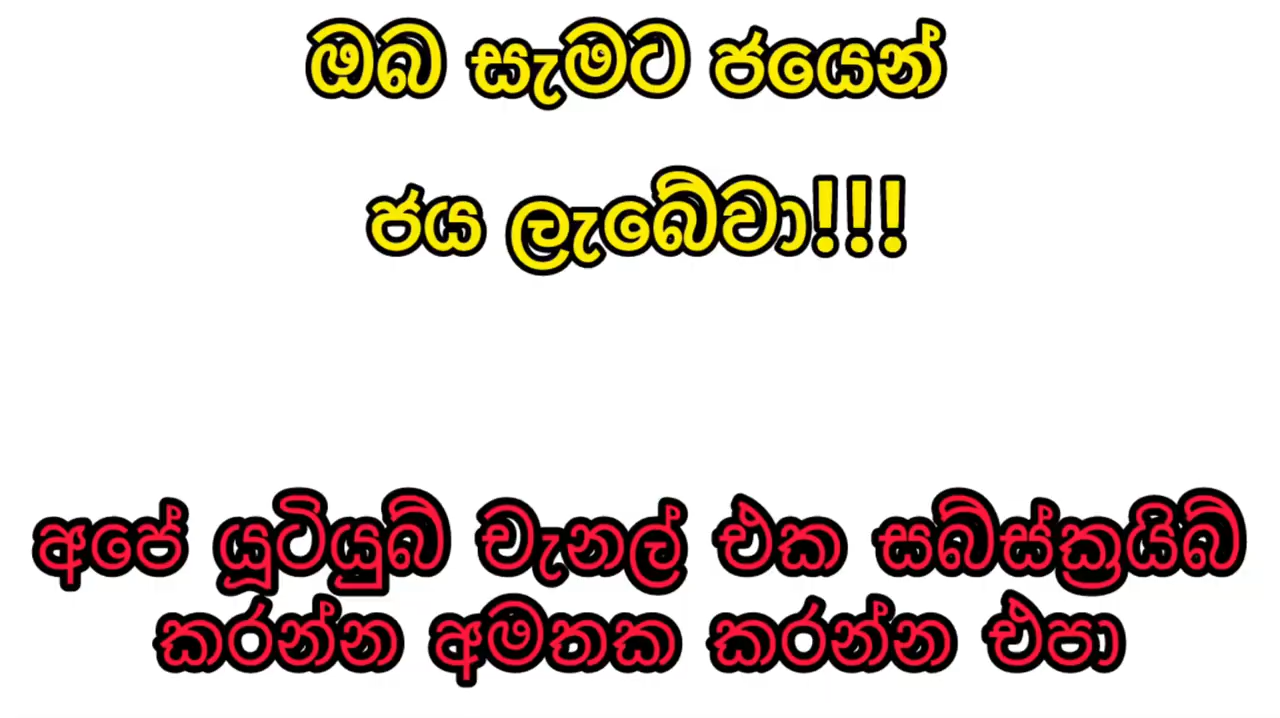 ඔබ සැමට ජයෙන්
ජය ලැබේවා!!!
අපේ යූටියුබ් චැනල් එක සබ්ස්ක්‍රයිබ්
කරන්න අමතක කරන්න එපා